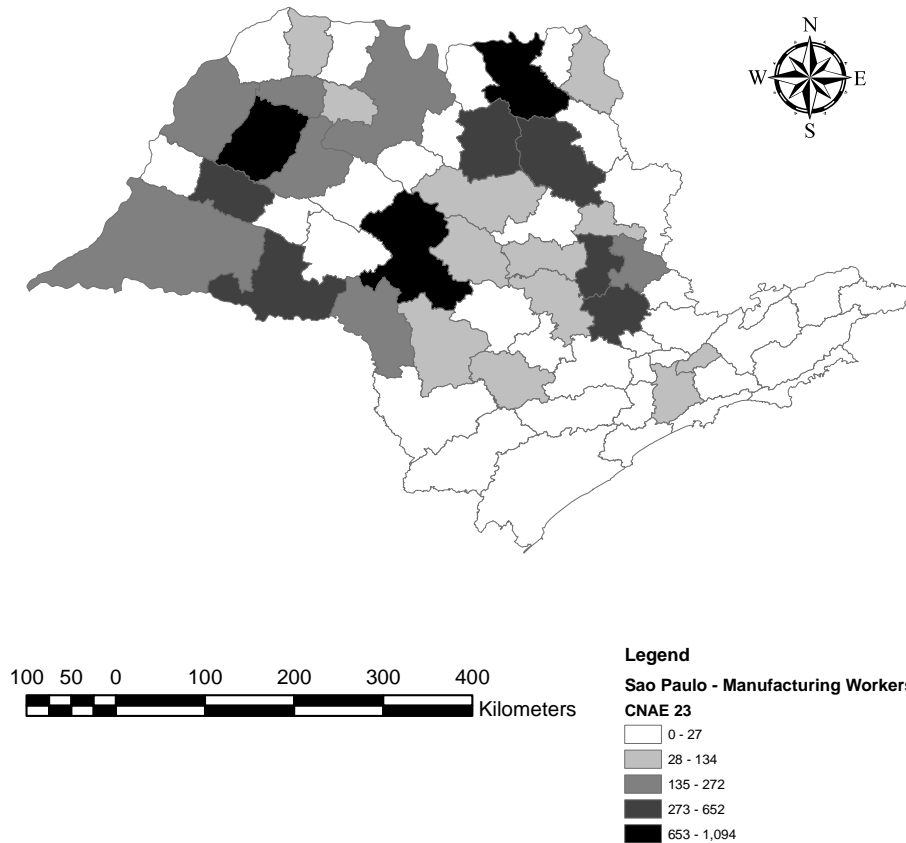 N
W E
S
100 50 0 100 200 300 400
Kilometers
Legend
Sao Paulo - Manufacturing Workers
CNAE 23
0 - 27
28 - 134
135 - 272
273 - 652
653 - 1,094